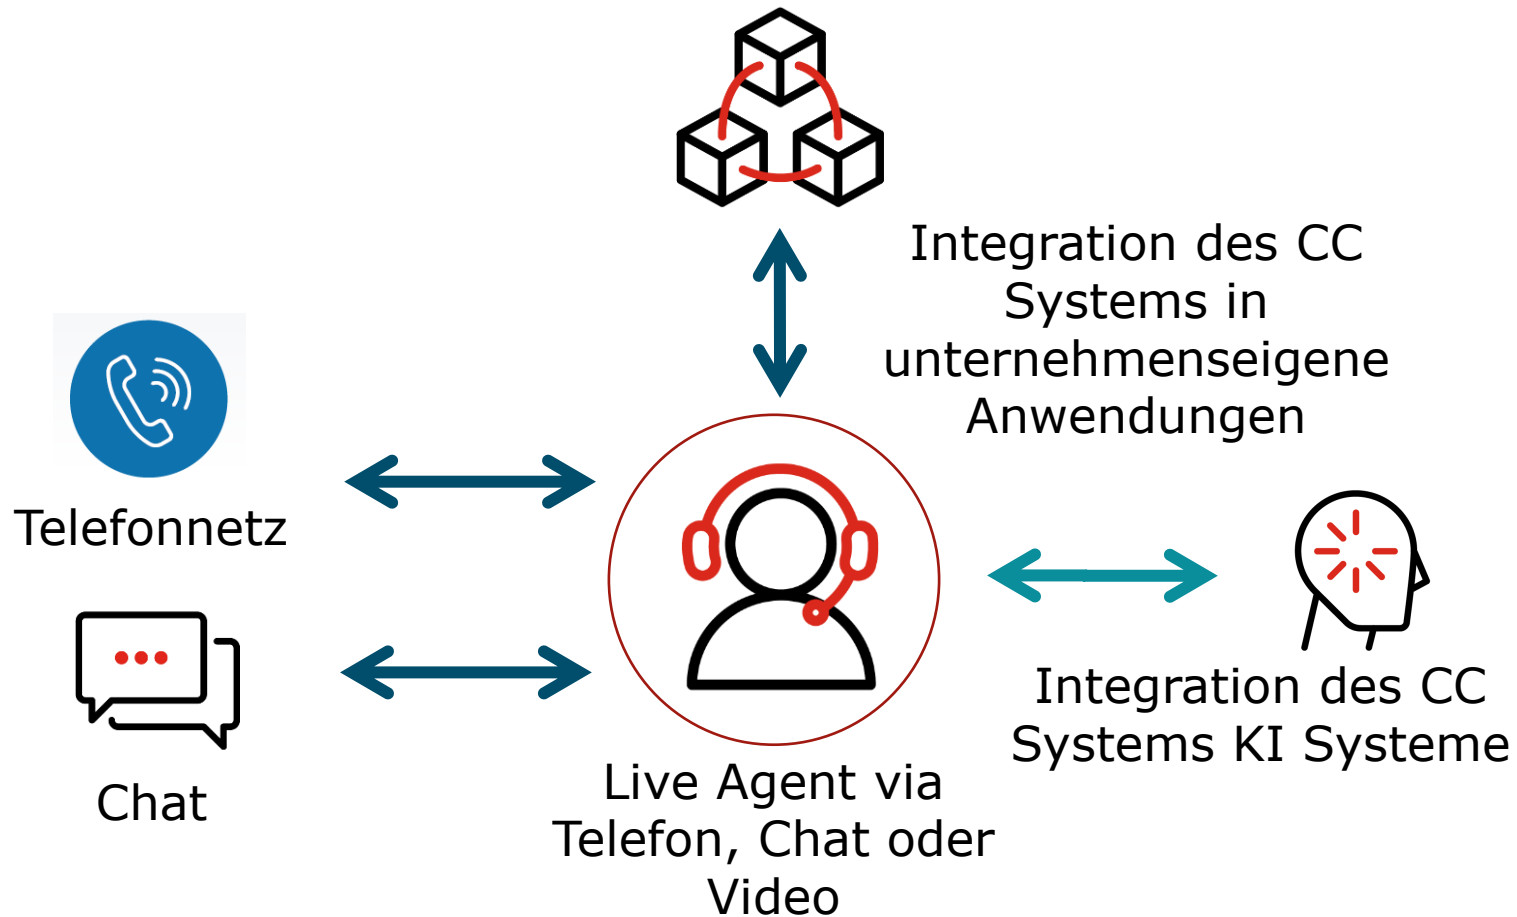 Integration des CC
Systems in
unternehmenseigene
Anwendungen
Telefonnetz
Chat
Live Agent via
Telefon, Chat oder
Video
Integration des CC
Systems KI Systeme